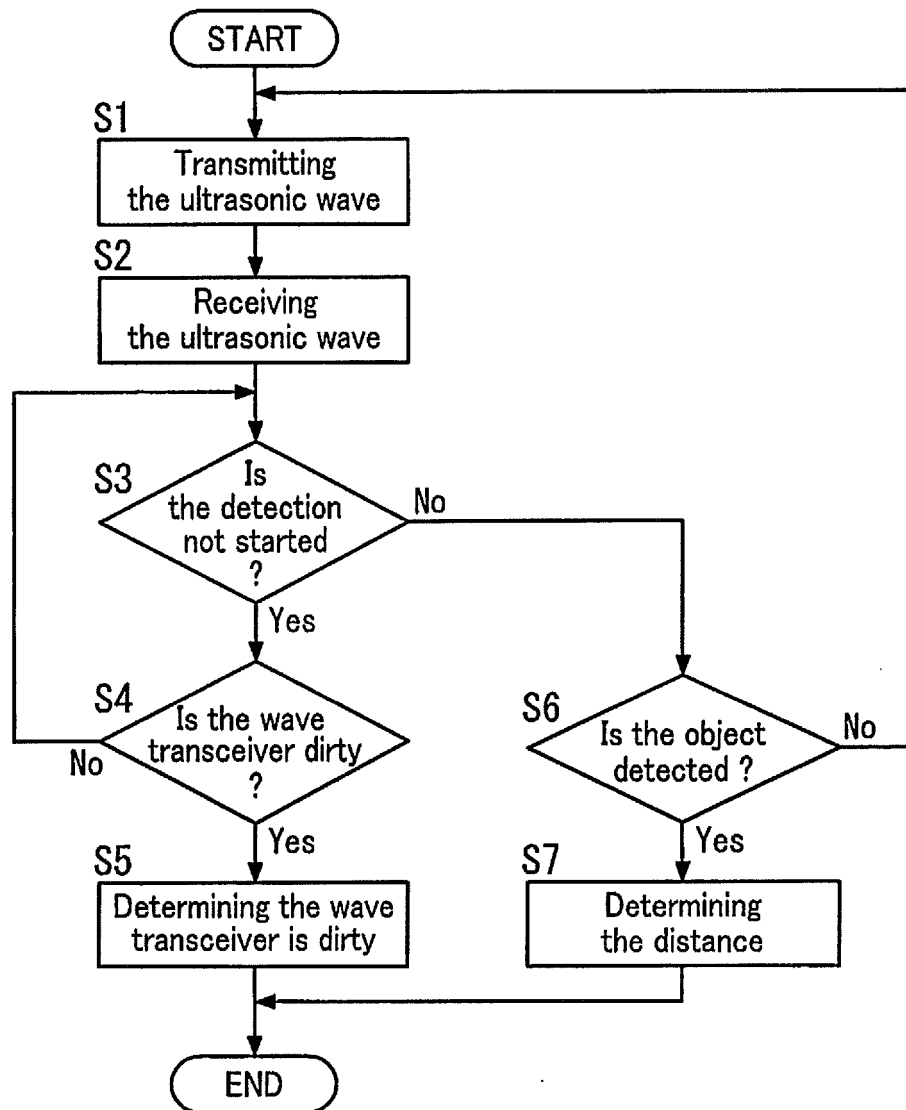 START
S1
Transmitting
the ultrasonic wave
S2
Receiving
the ultrasonic wave
S3
Is
the detection
not started
?
No
Yes
S4
Is the wave
transceiver dirty
?
No
Yes
S5
Determining the wave
transceiver is dirty
S6
Is the object
detected ?
No
Yes
S7
Determining
the distance
END